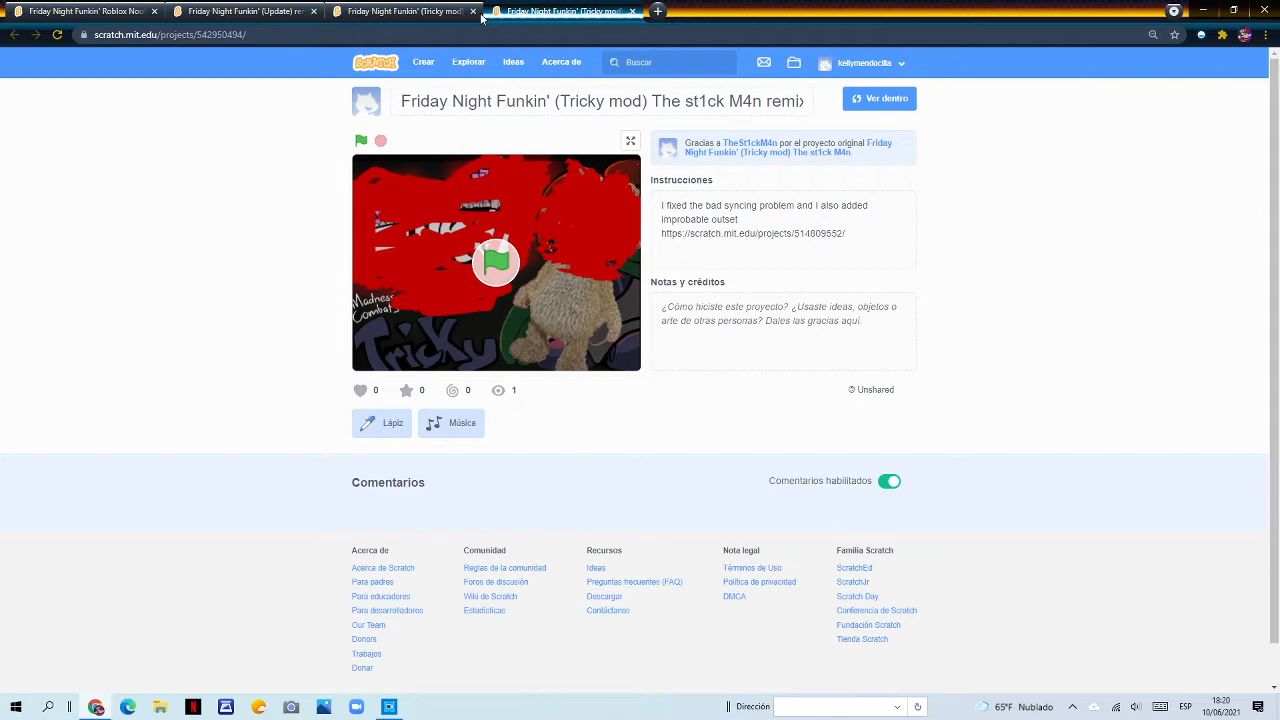 Friday Night Funkin' Roblox No
Friday Night Funkin' (Update) re
Friday Night Funkin' (Tricky mod)
Friday Night Funkin' (Tricky mod
scratch.mit.edu/projects/542950494/
SCRATCH
Crear
Explorar
Ideas
Acerca de
Buscar
kellymendocilla
Friday Night Funkin' (Tricky mod) The st1ck M4n remix
Ver dentro
Gracias a TheSt1ckM4n por el proyecto original Friday
Night Funkin' (Tricky mod) The st1ck M4n.
Instrucciones
I fixed the bad syncing problem and I also added
improbable outset
https://scratch.mit.edu/projects/514809552/
Notas y créditos
¿Cómo hiciste este proyecto? ¿Usaste ideas, objetos o
arte de otras personas? Dales las gracias aquí.
Madness
Combat
Tricky
0
0
0
1
© Unshared
Lápiz
Música
Comentarios
Comentarios habilitados
Acerca de
Acerca de Scratch
Para padres
Para educadores
Para desarrolladores
Our Team
Donors
Trabajos
Donar
Comunidad
Reglas de la comunidad
Foros de discusión
Wiki de Scratch
Estadísticas
Recursos
Ideas
Preguntas frecuentes (FAQ)
Descargar
Contáctanos
Nota legal
Términos de Uso
Política de privacidad
DMCA
Familia Scratch
ScratchEd
ScratchJr
Scratch Day
Conferencia de Scratch
Fundación Scratch
Tienda Scratch
Dirección
65°F Nublado
ESP
18:20
10/06/2021